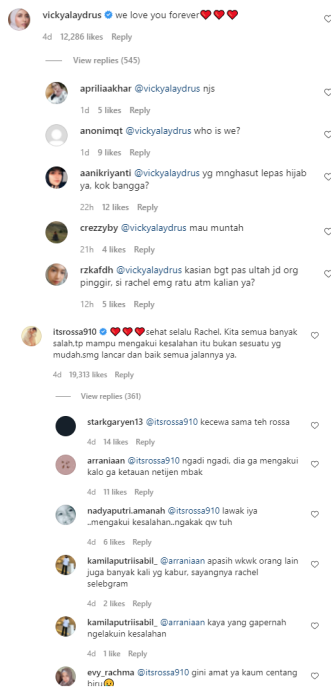 vickyalaydrus we love you forever❤❤❤
4d 12,286 likes Reply
View replies (545)
apriliaakhar @vickyalaydrus njs
1d 5 likes Reply
anonimqt @vickyalaydrus who is we?
1d 9 likes Reply
aanikriyanti @vickyalaydrus yg mnghasut lepas hijab
ya, kok bangga?
22h 12 likes Reply
crezzyby @vickyalaydrus mau muntah
21h 4 likes Reply
rzkafdh @vickyalaydrus kasian bgt pas ultah jd org
pinggir, si rachel emg ratu atm kalian ya?
12h 5 likes Reply
itsrossa910 ❤❤❤sehat selalu Rachel. Kita semua banyak
salah,tp mampu mengakui kesalahan itu bukan sesuatu yg
mudah.smg lancar dan baik semua jalannya ya.
4d 19,313 likes Reply
View replies (361)
starkgaryen13 @itsrossa910 kecewa sama teh rossa
4d 14 likes Reply
arraniaan @itsrossa910 ngadi ngadi, dia ga mengakui
kalo ga ketauan netijen mbak
4d 11 likes Reply
nadyaputri.amanah @itsrossa910 lawak iya
..mengakui kesalahan..ngakak qw tuh
4d 6 likes Reply
kamilaputriisabil_ @arraniaan apasih wkwk orang lain
juga banyak kali yg kabur, sayangnya rachel
selebgram
4d 2 likes Reply
kamilaputriisabil_ @arraniaan kaya yang gapernah
ngelakuin kesalahan
4d 1 like Reply
evy_rachma @itsrossa910 gini amat ya kaum centang
biru